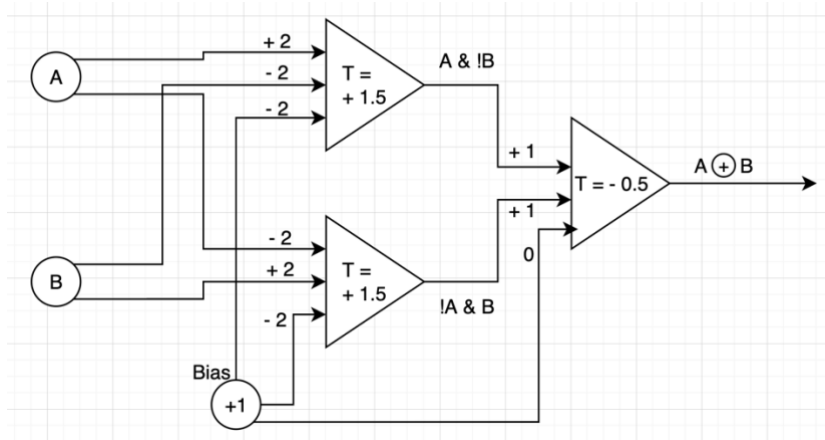 A
+ 2
- 2
- 2
T =
+ 1.5
A & !B
B
- 2
+ 2
- 2
T =
+ 1.5
!A & B
Bias
+1
+ 1
+ 1
0
T = - 0.5
A ⊕ B